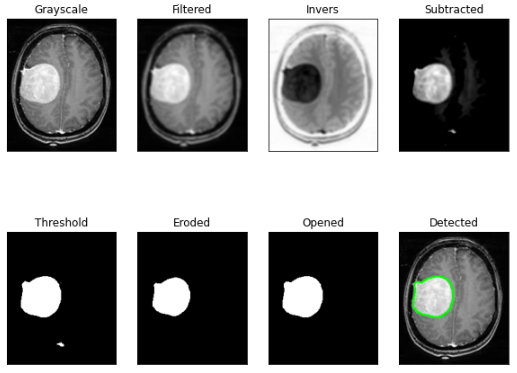 Grayscale
Filtered
Invers
Subtracted
Threshold
Eroded
Opened
Detected